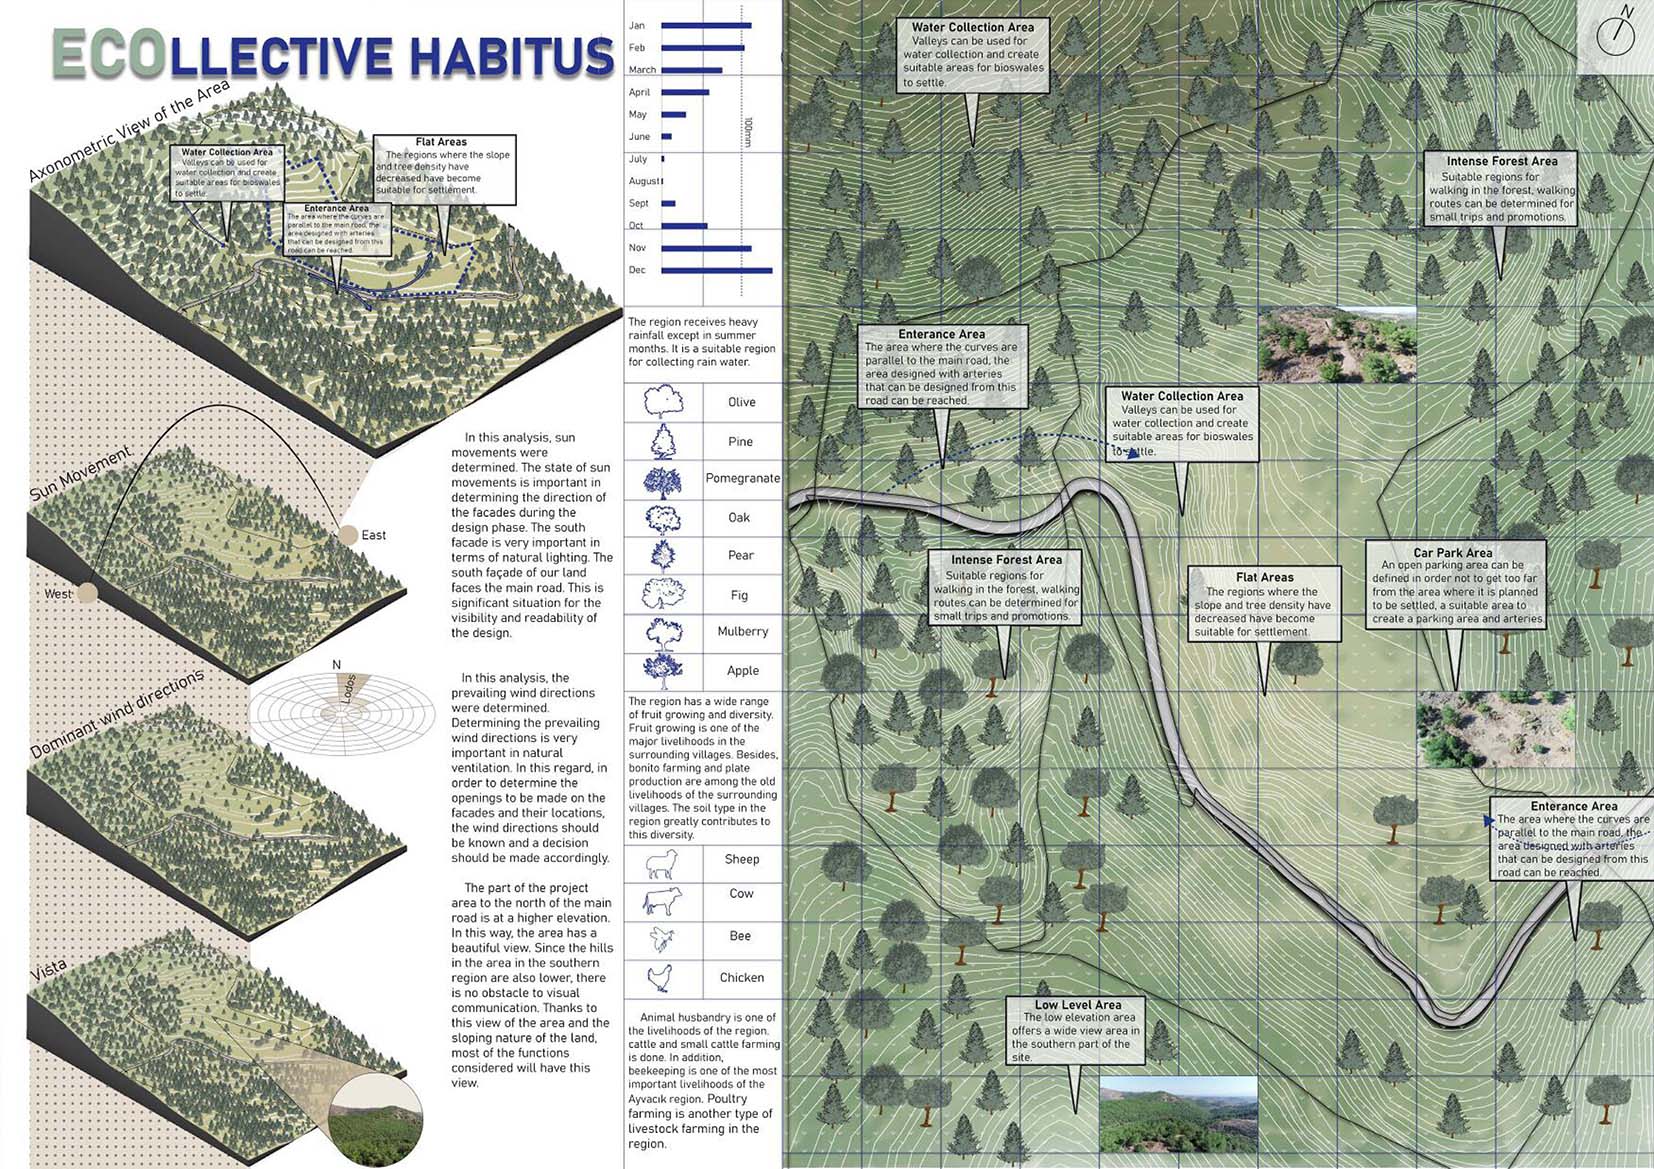 ECOLLECTIVE HABITUS
Axonometric View of the Area
Water Collection Area
Valleys can be used for
water collection and create
suitable areas for bioswales
to settle.
Flat Areas
The regions where the slope
and tree density have
decreased have become
suitable for settlement.
Enterance Area
The area where the curves are
parallel to the main road, the
area designed with arteries
that can be designed from this
road can be reached.
Sun Movement
East
West
In this analysis, sun
movements were
determined. The state of sun
movements is important in
determining the direction of
the facades during the
design phase. The south
facade is very important in
terms of natural lighting. The
south façade of our land
faces the main road. This is
significant situation for the
visibility and readability of
the design.
Dominant wind directions
N
Lodos
In this analysis, the
prevailing wind directions
were determined.
Determining the prevailing
wind directions is very
important in natural
ventilation. In this regard, in
order to determine the
openings to be made on the
facades and their locations,
the wind directions should
be known and a decision
should be made accordingly.
Vista
The part of the project
area to the north of the main
road is at a higher elevation.
In this way, the area has a
beautiful view. Since the hills
in the area in the southern
region are also lower, there
is no obstacle to visual
communication. Thanks to
this view of the area and the
sloping nature of the land,
most of the functions
considered will have this
view.
Jan
Feb
March
April
May
June
July
August
Sept
Oct
Nov
Dec
100mm
The region receives heavy
rainfall except in summer
months. It is a suitable region
for collecting rain water.
Olive
Pine
Pomegranate
Oak
Pear
Fig
Mulberry
Apple
The region has a wide range
of fruit growing and diversity.
Fruit growing is one of the
major livelihoods in the
surrounding villages. Besides,
bonito farming and plate
production are among the old
livelihoods of the surrounding
villages. The soil type in the
region greatly contributes to
this diversity.
Sheep
Cow
Bee
Chicken
Animal husbandry is one of
the livelihoods of the region.
cattle and small cattle farming
is done. In addition,
beekeeping is one of the most
important livelihoods of the
Ayvacık region. Poultry
farming is another type of
livestock farming in the
region.
N
Water Collection Area
Valleys can be used for
water collection and create
suitable areas for bioswales
to settle.
Intense Forest Area
Suitable regions for
walking in the forest, walking
routes can be determined for
small trips and promotions.
Enterance Area
The area where the curves are
parallel to the main road, the
area designed with arteries
that can be designed from this
road can be reached.
Water Collection Area
Valleys can be used for
water collection and create
suitable areas for bioswales
to settle.
Intense Forest Area
Suitable regions for
walking in the forest, walking
routes can be determined for
small trips and promotions.
Flat Areas
The regions where the
slope and tree density have
decreased have become
suitable for settlement.
Car Park Area
An open parking area can be
defined in order not to get too far
from the area where it is planned
to be settled, a suitable area to
create a parking area and arteries.
Enterance Area
The area where the curves are
parallel to the main road, the
area designed with arteries
that can be designed from this
road can be reached.
Low Level Area
The low elevation area
offers a wide view area in
the southern part of the
site.